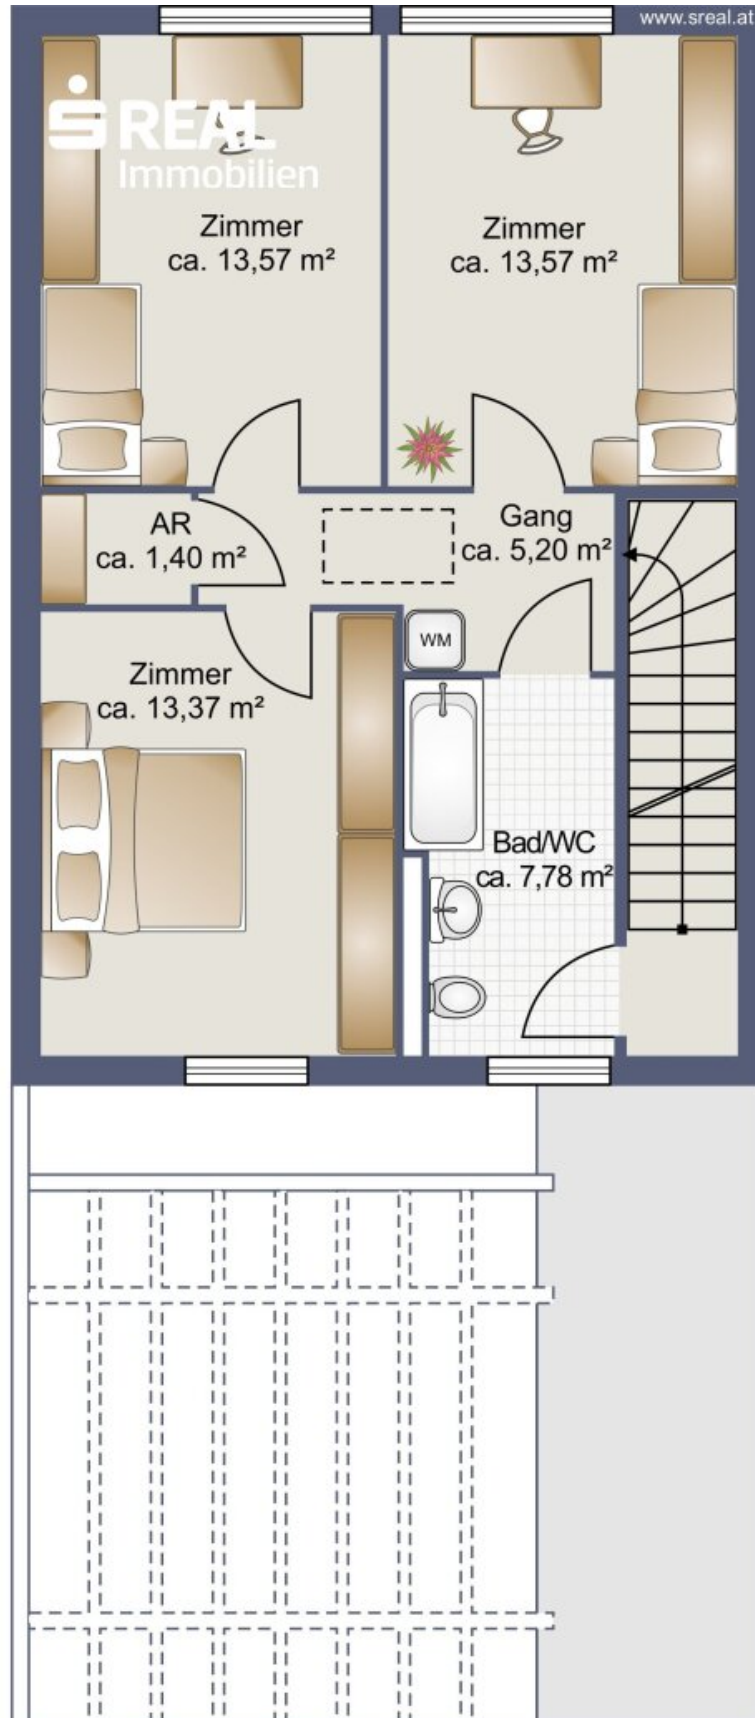 www.sreal.at
S REAL
Immobilien
Zimmer
ca. 13,57 m²
Zimmer
ca. 13,57 m²
AR
ca. 1,40 m²
Gang
ca. 5,20 m²
WM
Zimmer
ca. 13,37 m²
Bad/WC
ca. 7,78 m²